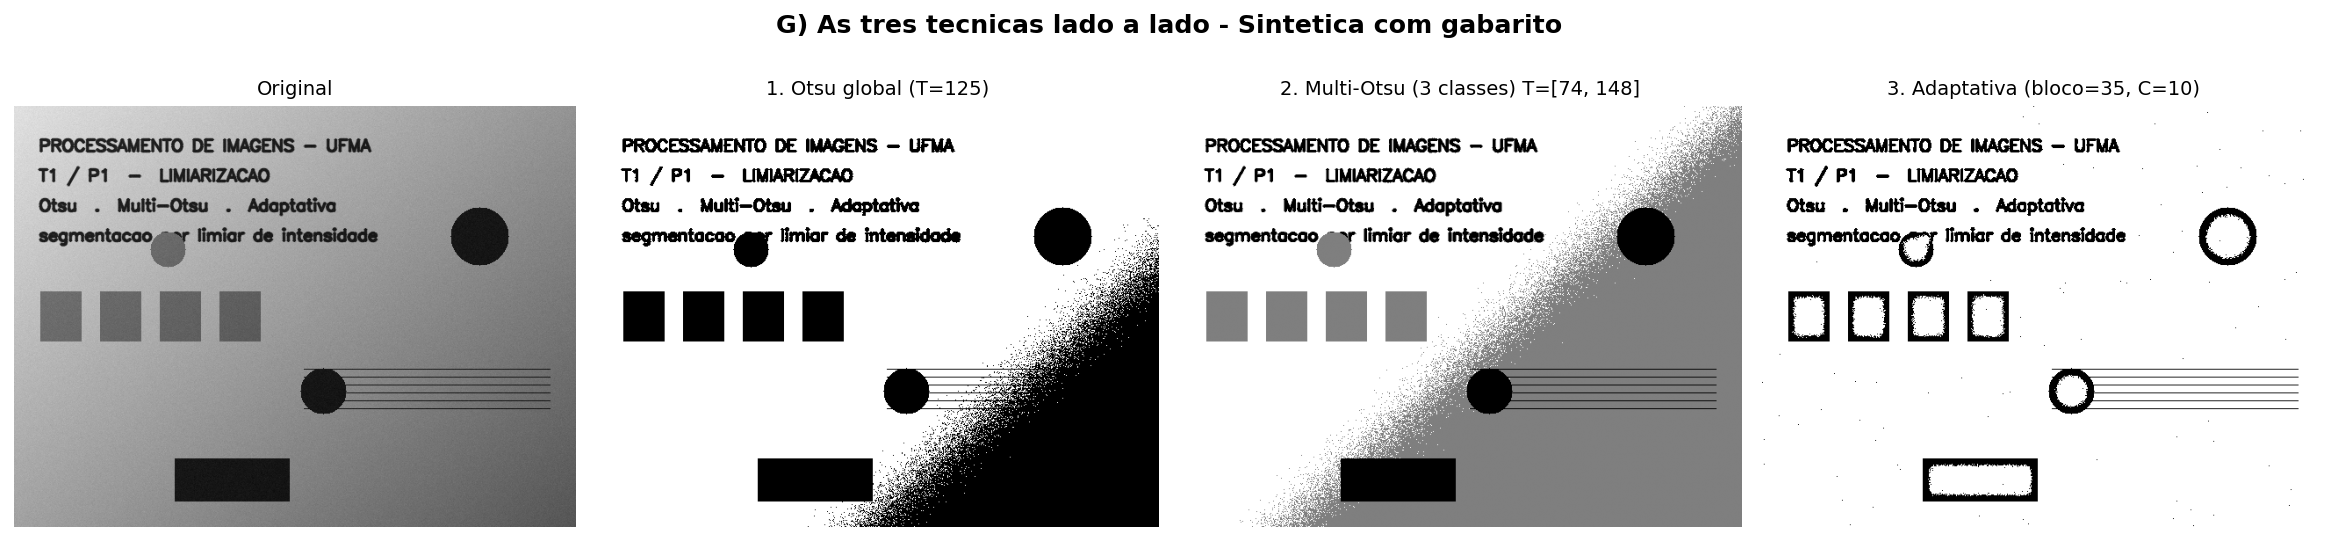 G) As tres tecnicas lado a lado - Sintetica com gabarito
Original
PROCESSAMENTO DE IMAGENS - UFMA
T1 / P1 - LIMIARIZACAO
Otsu . Multi-Otsu . Adaptativa
segmentacao por limiar de intensidade
1. Otsu global (T=125)
PROCESSAMENTO DE IMAGENS - UFMA
T1 / P1 - LIMIARIZACAO
Otsu . Multi-Otsu . Adaptativa
segmentacao por limiar de intensidade
2. Multi-Otsu (3 classes) T=[74, 148]
PROCESSAMENTO DE IMAGENS - UFMA
T1 / P1 - LIMIARIZACAO
Otsu . Multi-Otsu . Adaptativa
segmentacao por limiar de intensidade
3. Adaptativa (bloco=35, C=10)
PROCESSAMENTO DE IMAGENS - UFMA
T1 / P1 - LIMIARIZACAO
Otsu . Multi-Otsu . Adaptativa
segmentacao por limiar de intensidade